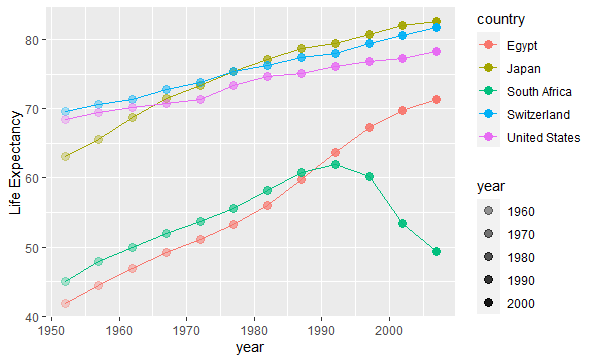 Life Expectancy
80
70
60
50
40
1950
1960
1970
1980
1990
2000
year
country
Egypt
Japan
South Africa
Switzerland
United States
year
1960
1970
1980
1990
2000